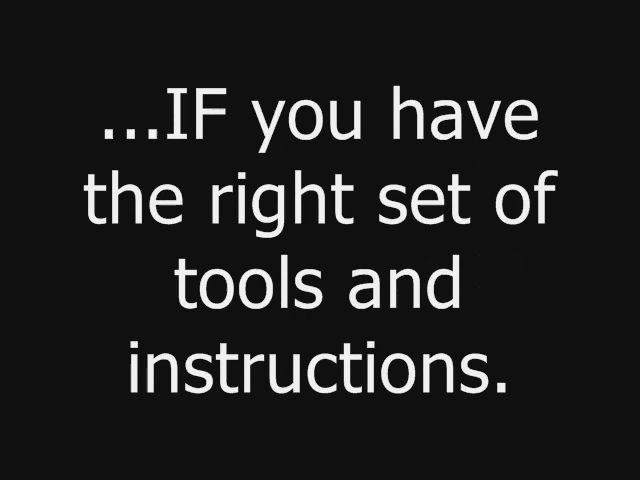 ...IF you have
the right set of
tools and
instructions.